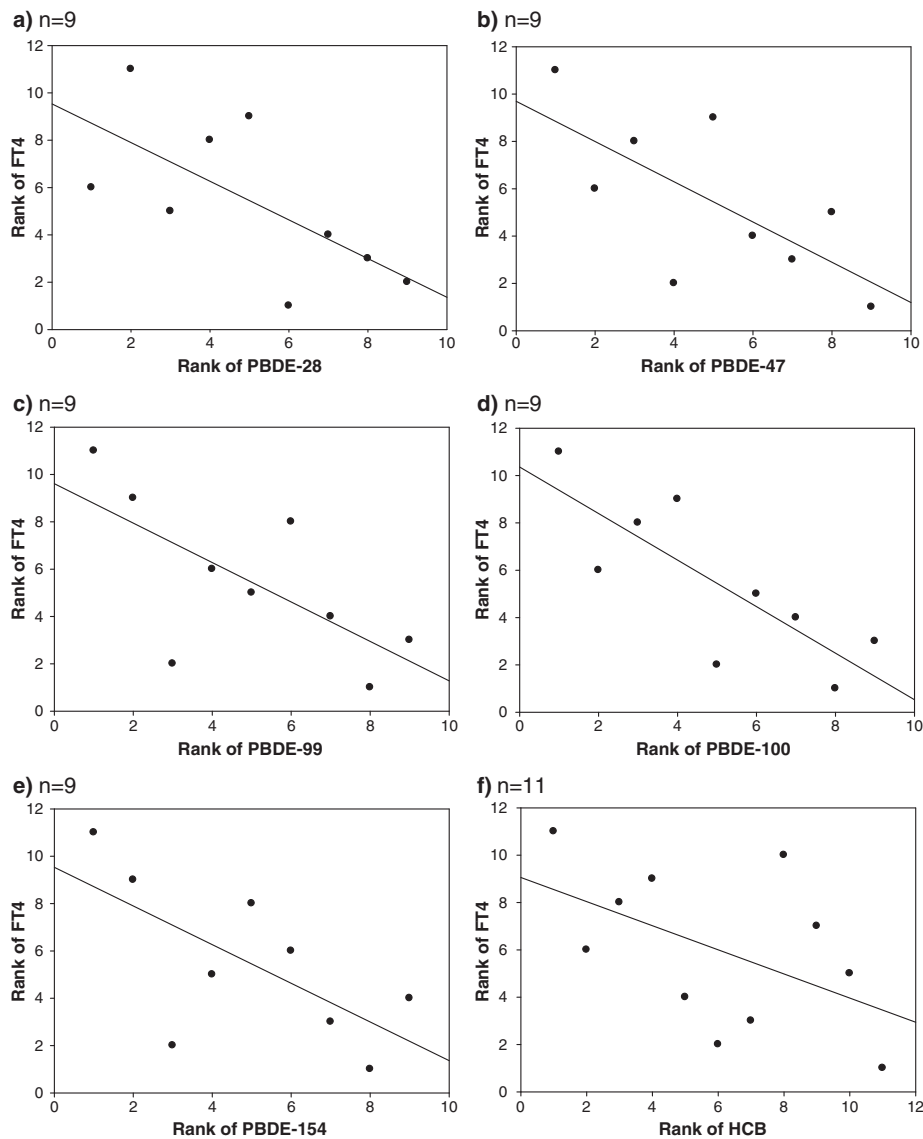 a) n=9
12
10
8
6
4
2
0
Rank of FT4
0 2 4 6 8 10
Rank of PBDE-28
b) n=9
12
10
8
6
4
2
0
Rank of FT4
0 2 4 6 8 10
Rank of PBDE-47
c) n=9
12
10
8
6
4
2
0
Rank of FT4
0 2 4 6 8 10
Rank of PBDE-99
d) n=9
12
10
8
6
4
2
0
Rank of FT4
0 2 4 6 8 10
Rank of PBDE-100
e) n=9
12
10
8
6
4
2
0
Rank of FT4
0 2 4 6 8 10
Rank of PBDE-154
f) n=11
12
10
8
6
4
2
0
Rank of FT4
0 2 4 6 8 10 12
Rank of HCB